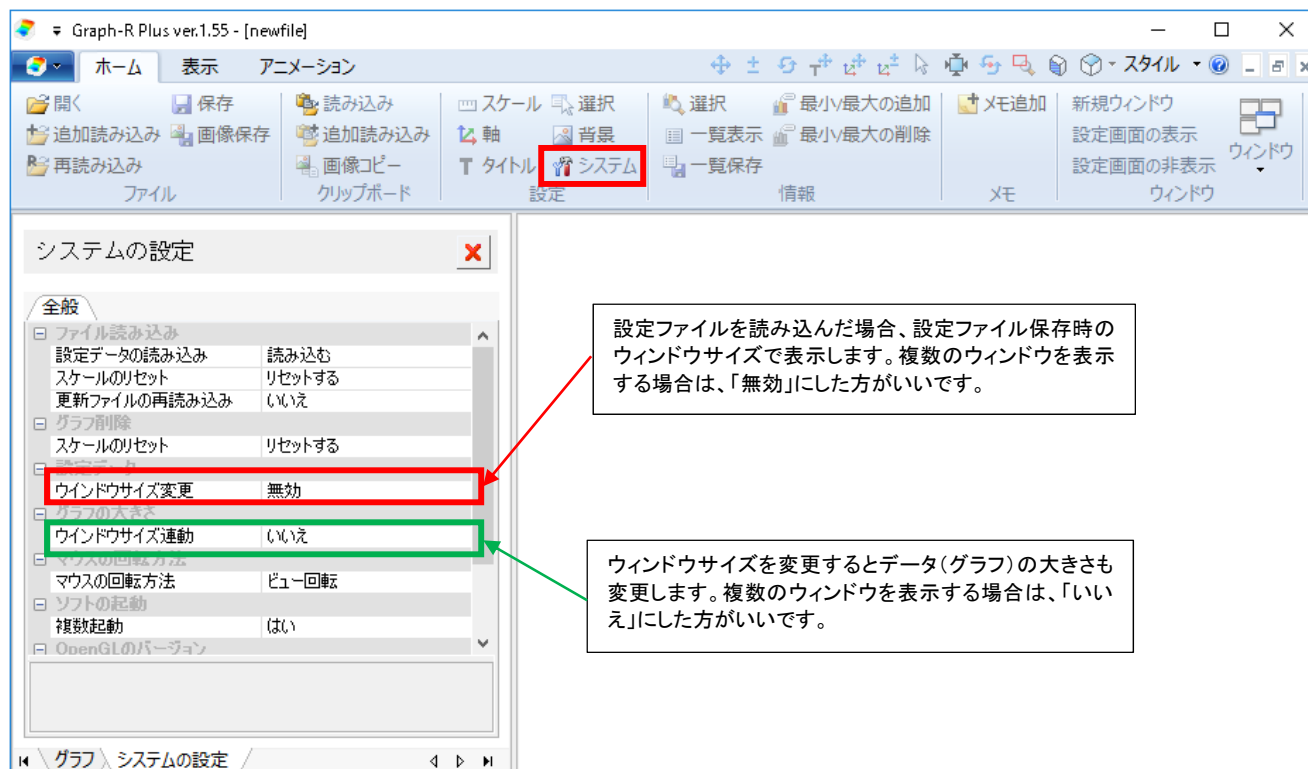 Graph-R Plus ver.1.55 - [newfile]
ホーム 表示 アニメーション スタイル
開く 保存 読み込み スケール 選択 選択 最小/最大の追加 メモ追加 新規ウィンドウ
追加読み込み 画像保存 追加読み込み 軸 背景 一覧表示 最小/最大の削除 設定画面の表示
再読み込み 画像コピー T タイトル システム 一覧保存 設定画面の非表示 ウィンドウ
ファイル クリップボード 設定 情報 メモ ウィンドウ
システムの設定
全般
ファイル読み込み
設定データの読み込み 読み込む
スケールのリセット リセットする
更新ファイルの再読み込み いいえ
グラフ削除
スケールのリセット リセットする
設定データ
ウインドウサイズ変更 無効
グラフの大きさ
ウインドウサイズ連動 いいえ
マウスの回転方法
マウスの回転方法 ビュー回転
ソフトの起動
複数起動 はい
OpenGLのバージョン
グラフ システムの設定
設定ファイルを読み込んだ場合、設定ファイル保存時の
ウィンドウサイズで表示します。複数のウィンドウを表示
する場合は、「無効」にした方がいいです。
ウィンドウサイズを変更するとデータ(グラフ)の大きさも
変更します。複数のウィンドウを表示する場合は、「いい
え」にした方がいいです。